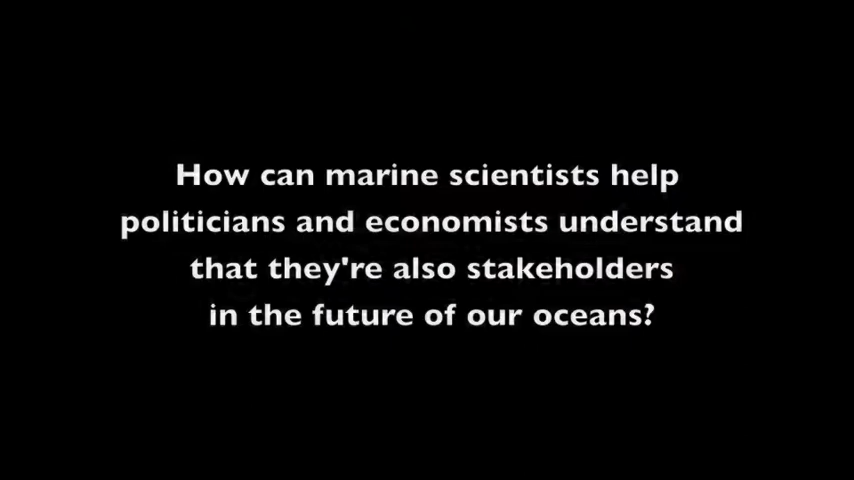 How can marine scientists help
politicians and economists understand
that they're also stakeholders
in the future of our oceans?